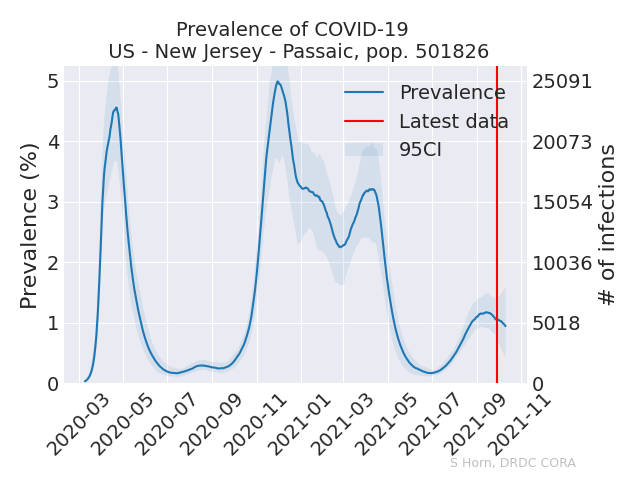 Prevalence of COVID-19
US - New Jersey - Passaic, pop. 501826
Prevalence (%)
5
4
3
2
1
0
25091
20073
15054
10036
5018
0
# of infections
Prevalence
Latest data
95CI
2020-03
2020-05
2020-07
2020-09
2020-11
2021-01
2021-03
2021-05
2021-07
2021-09
2021-11
S Horn, DRDC CORA